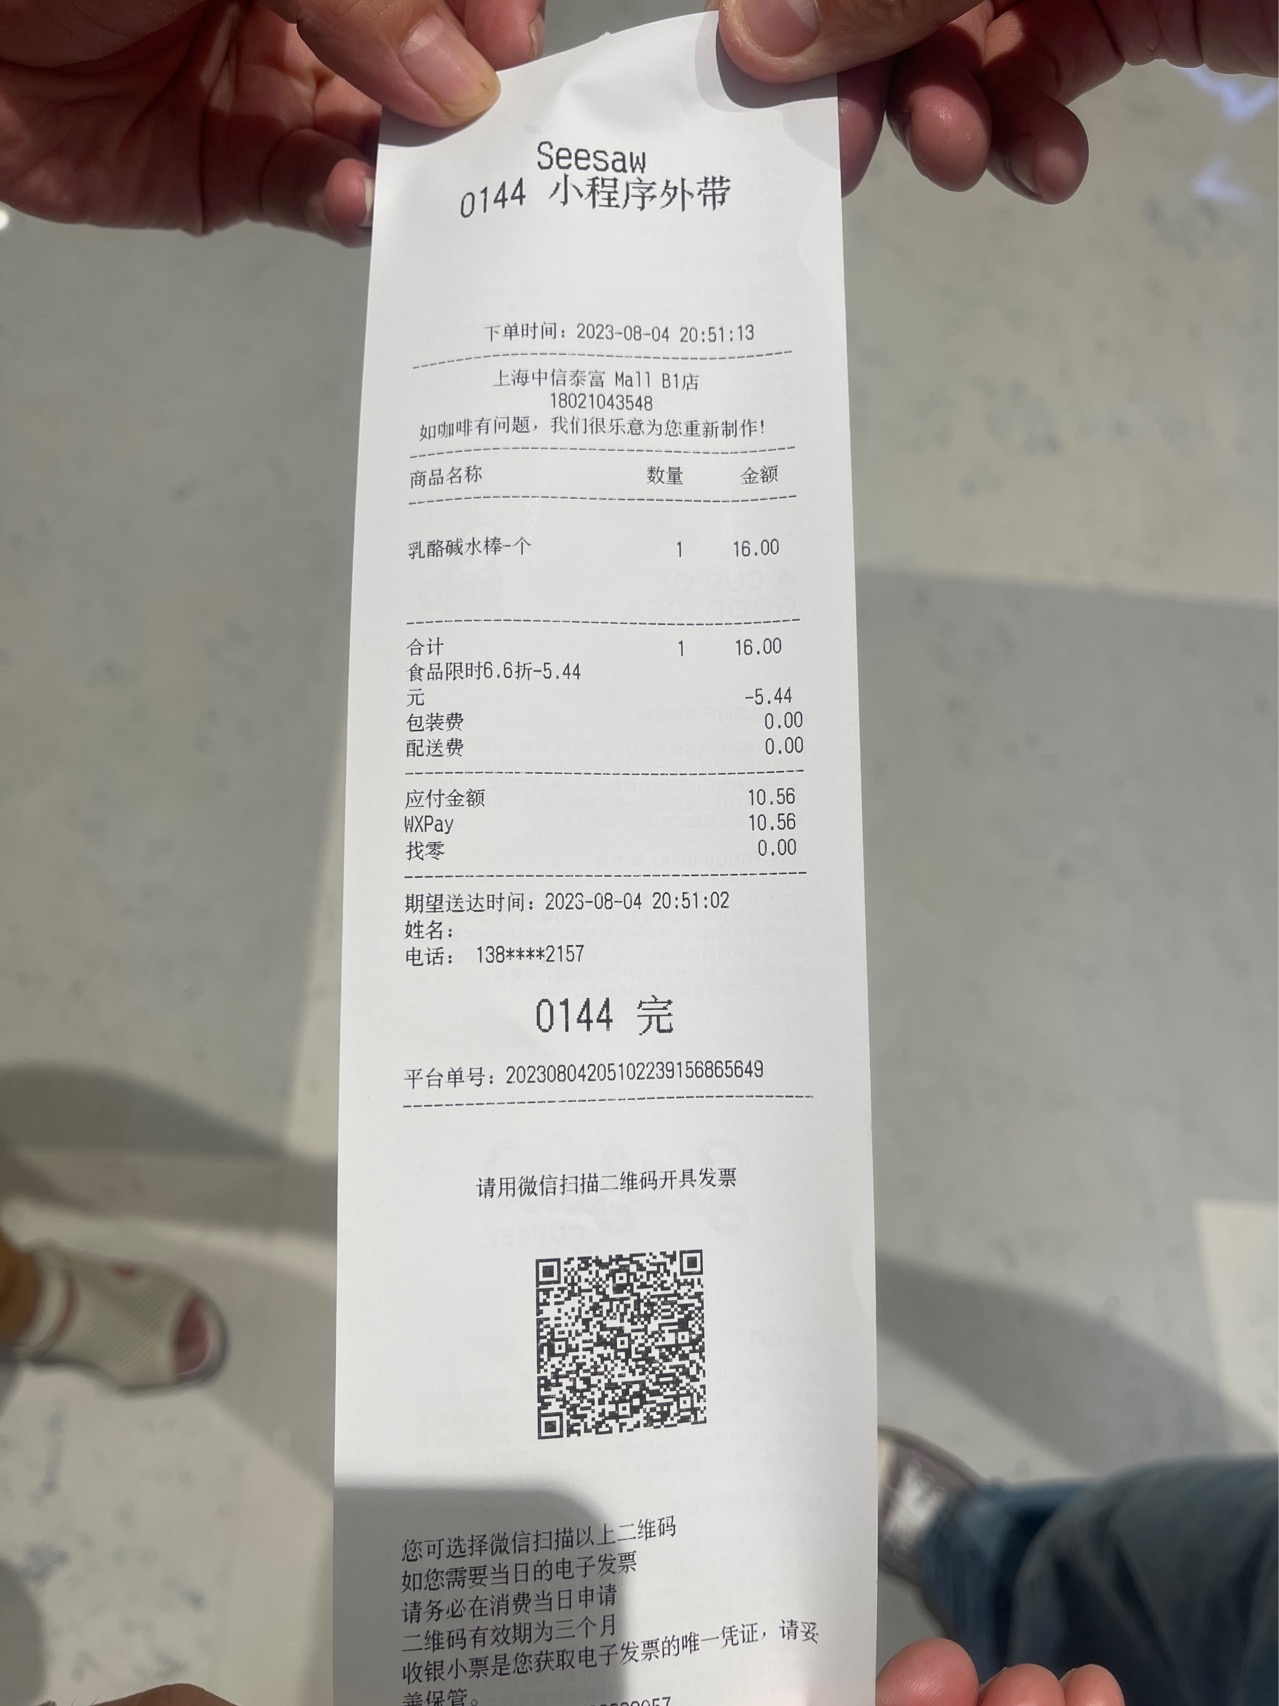 Seesaw
0144 小程序外带
下单时间：2023-08-04 20:51:13
上海中信泰富 Mall B1店
18021043548
如咖啡有问题，我们很乐意为您重新制作!
商品名称 数量 金额
乳酪碱水棒-个 1 16.00
合计 1 16.00
食品限时6.6折-5.44
元 -5.44
包装费 0.00
配送费 0.00
应付金额 10.56
WXPay 10.56
找零 0.00
期望送达时间：2023-08-04 20:51:02
姓名：
电话： 138****2157
0144 完
平台单号：20230804205102239156865649
请用微信扫描二维码开具发票
您可选择微信扫描以上二维码
如您需要当日的电子发票
请务必在消费当日申请
二维码有效期为三个月
收银小票是您获取电子发票的唯一凭证，请妥
善保管。